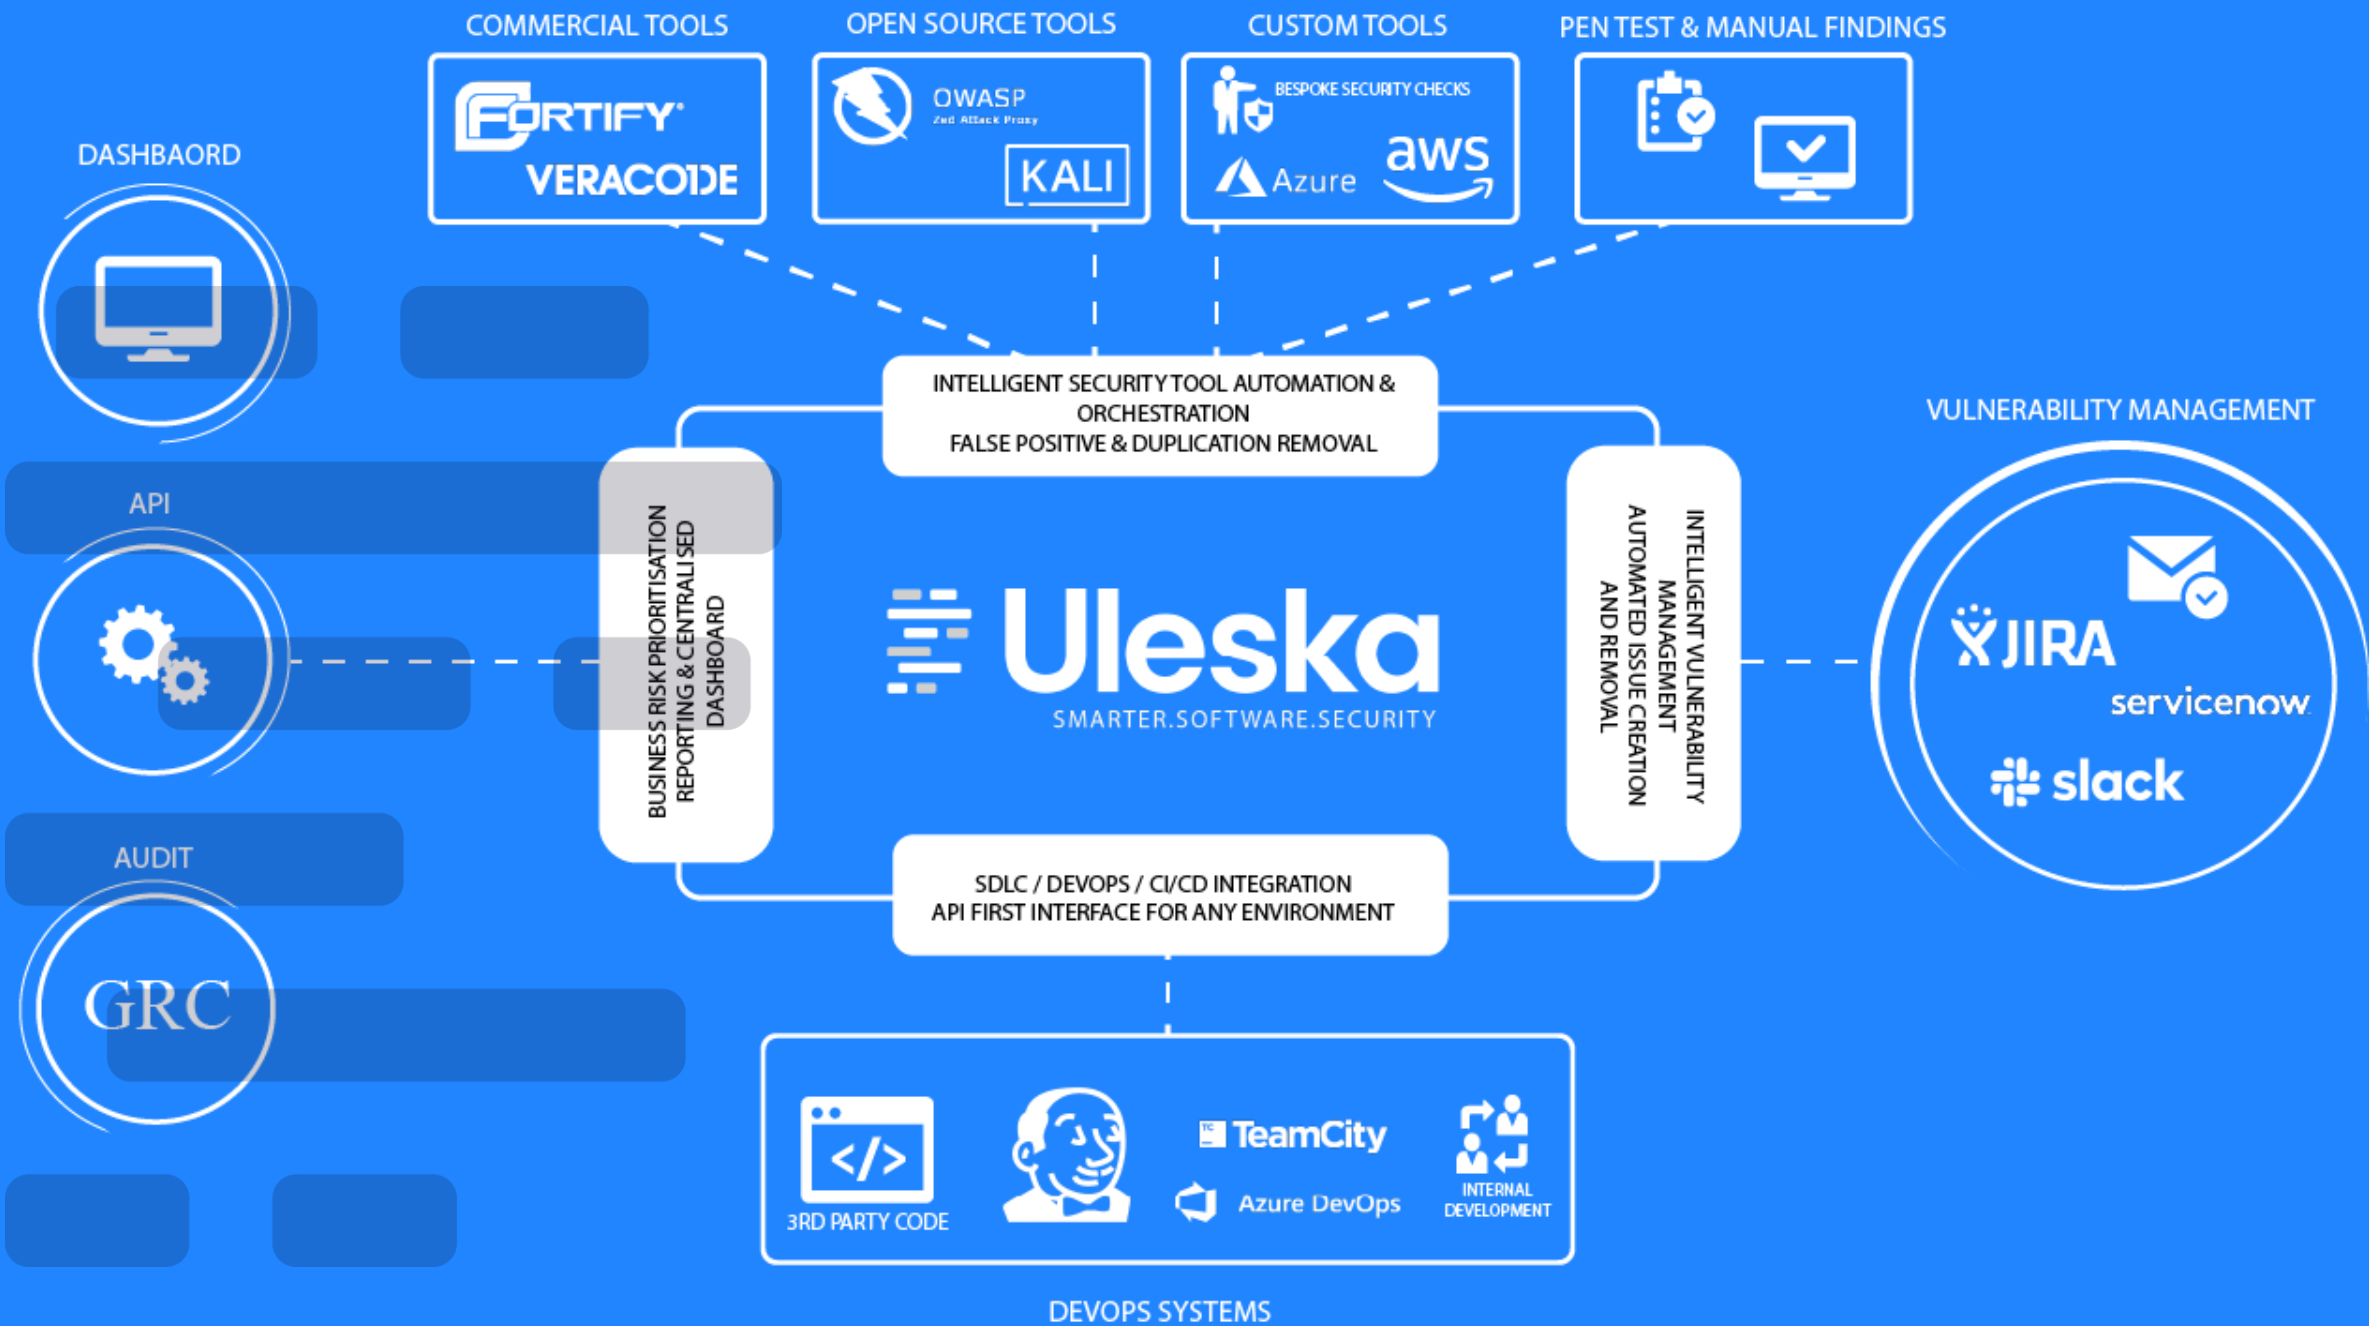 COMMERCIAL TOOLS
OPEN SOURCE TOOLS
CUSTOM TOOLS
PEN TEST & MANUAL FINDINGS
FORTIFY
VERACODE
OWASP
Zed Attack Proxy
KALI
BESPOKE SECURITY CHECKS
Azure
aws
DASHBAORD
API
AUDIT
GRC
INTELLIGENT SECURITY TOOL AUTOMATION &
ORCHESTRATION
FALSE POSITIVE & DUPLICATION REMOVAL
BUSINESS RISK PRIORITISATION
REPORTING & CENTRALISED
DASHBOARD
Uleska
SMARTER.SOFTWARE.SECURITY
INTELLIGENT VULNERABILITY
MANAGEMENT
AUTOMATED ISSUE CREATION
AND REMOVAL
VULNERABILITY MANAGEMENT
JIRA
servicenow
slack
SDLC / DEVOPS / CI/CD INTEGRATION
API FIRST INTERFACE FOR ANY ENVIRONMENT
</>
3RD PARTY CODE
TC
TeamCity
Azure DevOps
INTERNAL
DEVELOPMENT
DEVOPS SYSTEMS